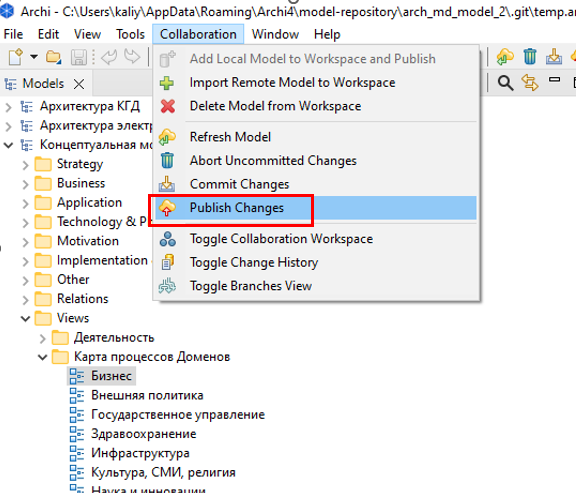 Archi - C:\Users\kaliy\AppData\Roaming\Archi4\model-repository\arch_md_model_2\.git\temp.ar
File Edit View Tools Collaboration Window Help
Models
Архитектура КГД
Архитектура электр
Концептуальная мо
Strategy
Business
Application
Technology & P
Motivation
Implementation
Other
Relations
Views
Деятельность
Карта процессов Доменов
Бизнес
Внешняя политика
Государственное управление
Здравоохранение
Инфраструктура
Культура, СМИ, религия
Наука и инновации
Add Local Model to Workspace and Publish
Import Remote Model to Workspace
Delete Model from Workspace
Refresh Model
Abort Uncommitted Changes
Commit Changes
Publish Changes
Toggle Collaboration Workspace
Toggle Change History
Toggle Branches View